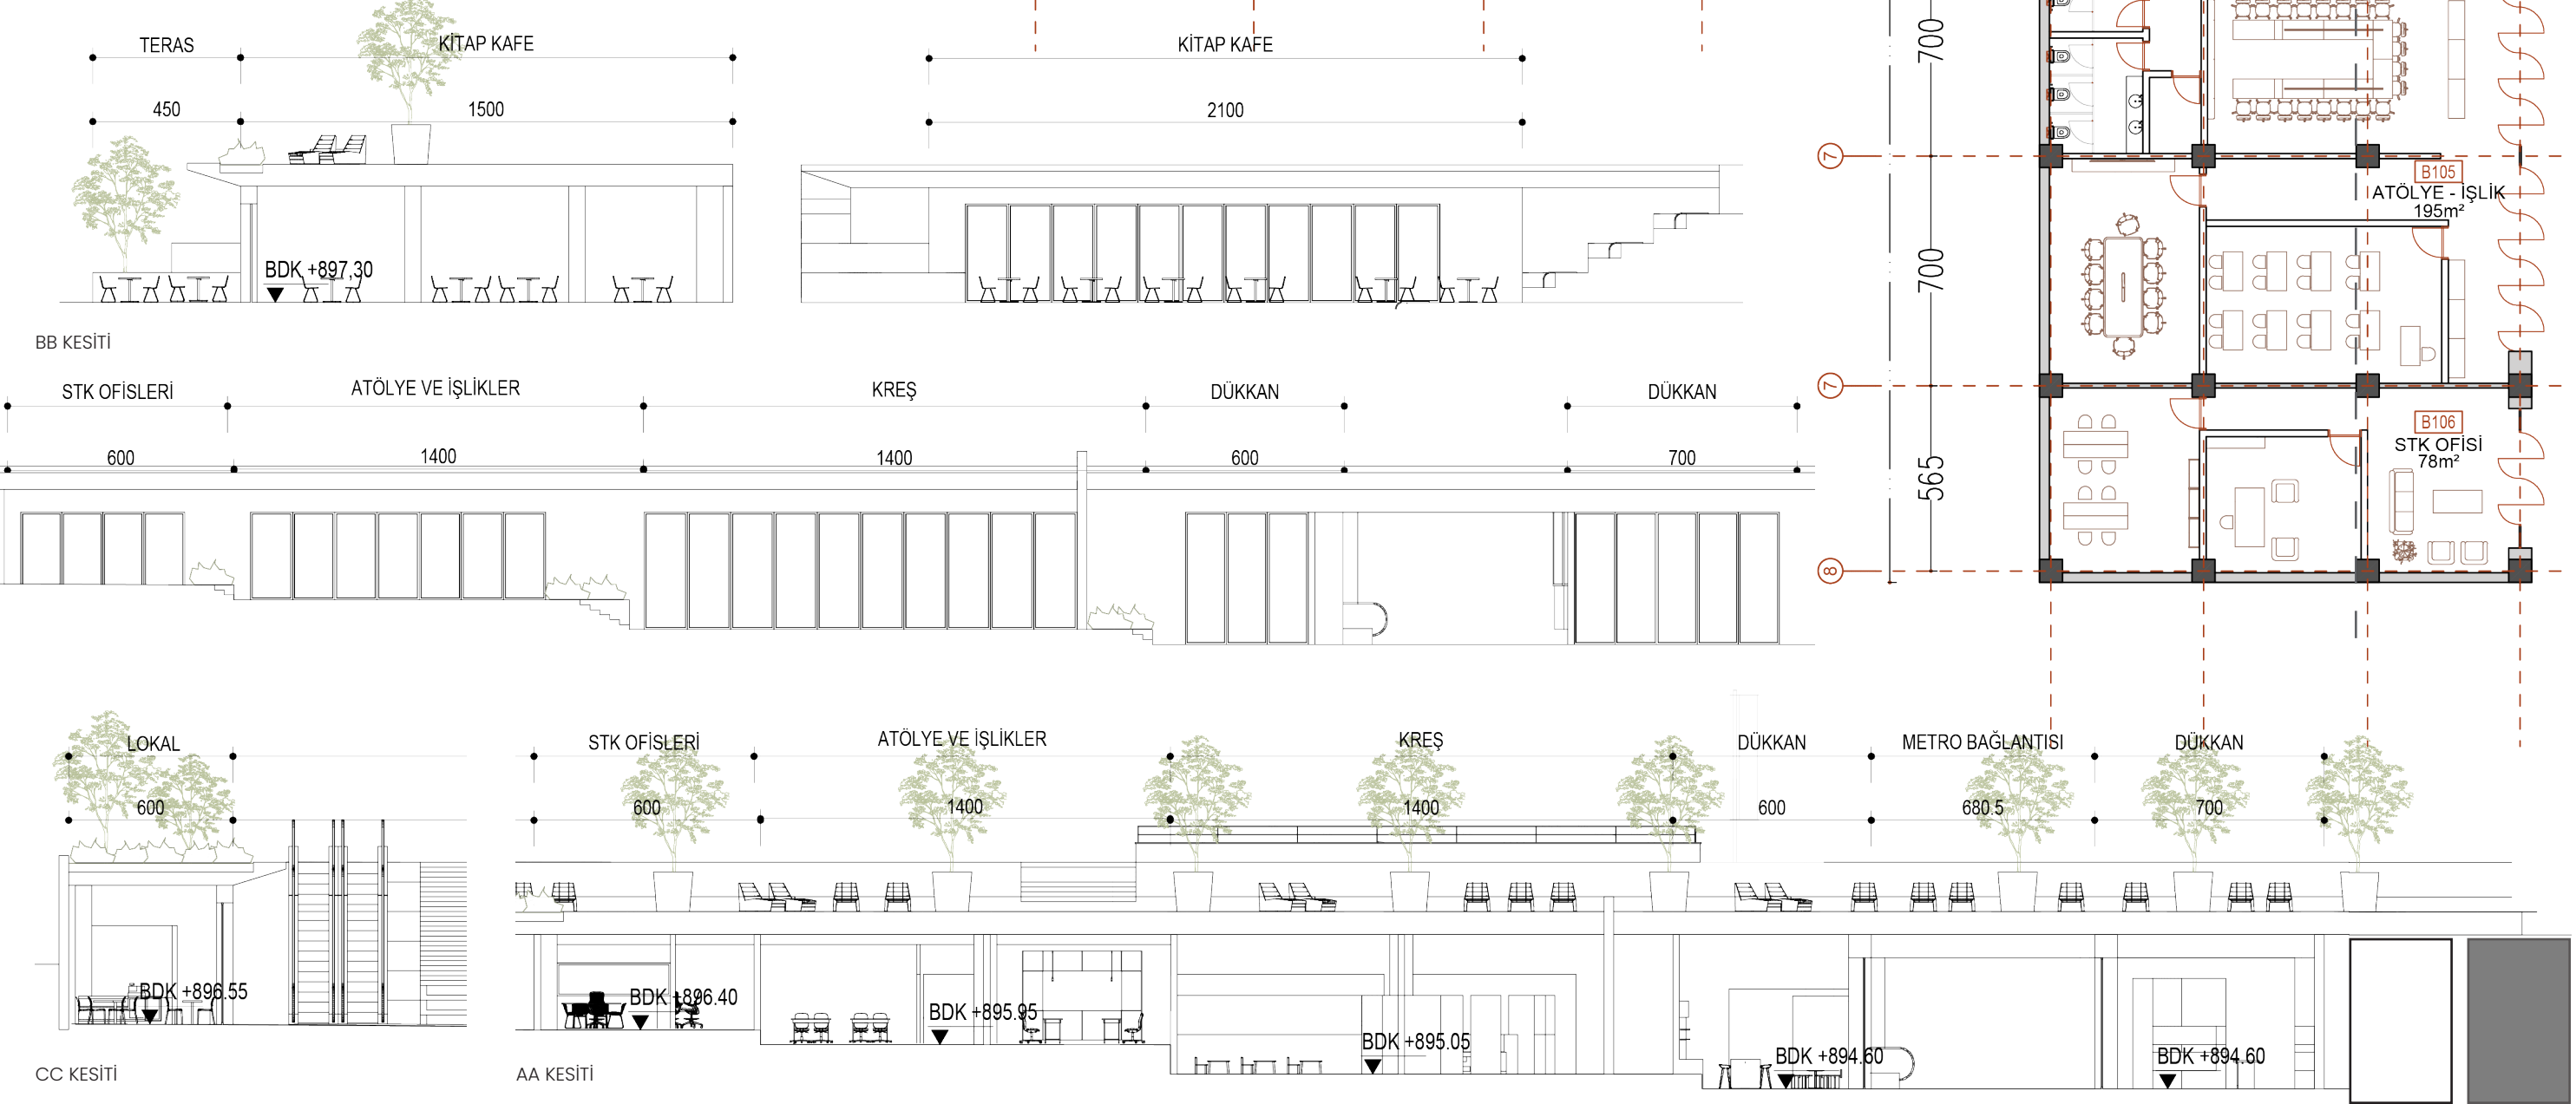 TERAS
KİTAP KAFE
450
1500
BDK +897,30
BB KESİTİ
KİTAP KAFE
2100
STK OFİSLERİ
ATÖLYE VE İŞLİKLER
KREŞ
DÜKKAN
DÜKKAN
600
1400
1400
600
700
LOKAL
600
BDK +896.55
CC KESİTİ
STK OFİSLERİ
ATÖLYE VE İŞLİKLER
KREŞ
DÜKKAN
METRO BAĞLANTISI
DÜKKAN
600
1400
1400
600
680.5
700
BDK +896.40
BDK +895.95
BDK +895.05
BDK +894.60
BDK +894.60
AA KESİTİ
700
7
B105
ATÖLYE - İŞLİK
195m²
700
7
B106
STK OFİSİ
78m²
565
8